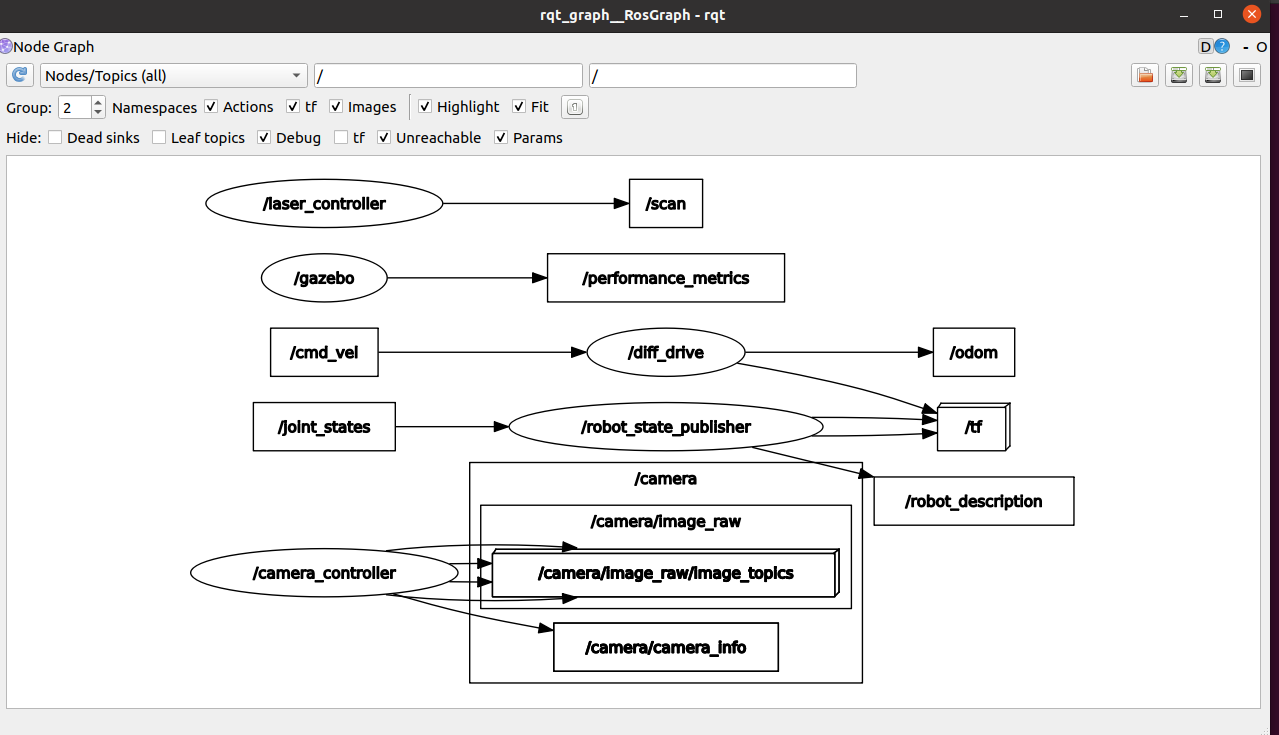 rqt_graph__RosGraph - rqt
Node Graph
D ? - O
Nodes/Topics (all) / /
Group: 2 Namespaces Actions tf Images Highlight Fit
Hide: Dead sinks Leaf topics Debug tf Unreachable Params
/laser_controller /scan
/gazebo /performance_metrics
/cmd_vel /diff_drive /odom
/joint_states /robot_state_publisher /tf
/camera
/robot_description
/camera/image_raw
/camera_controller /camera/image_raw/image_topics
/camera/camera_info